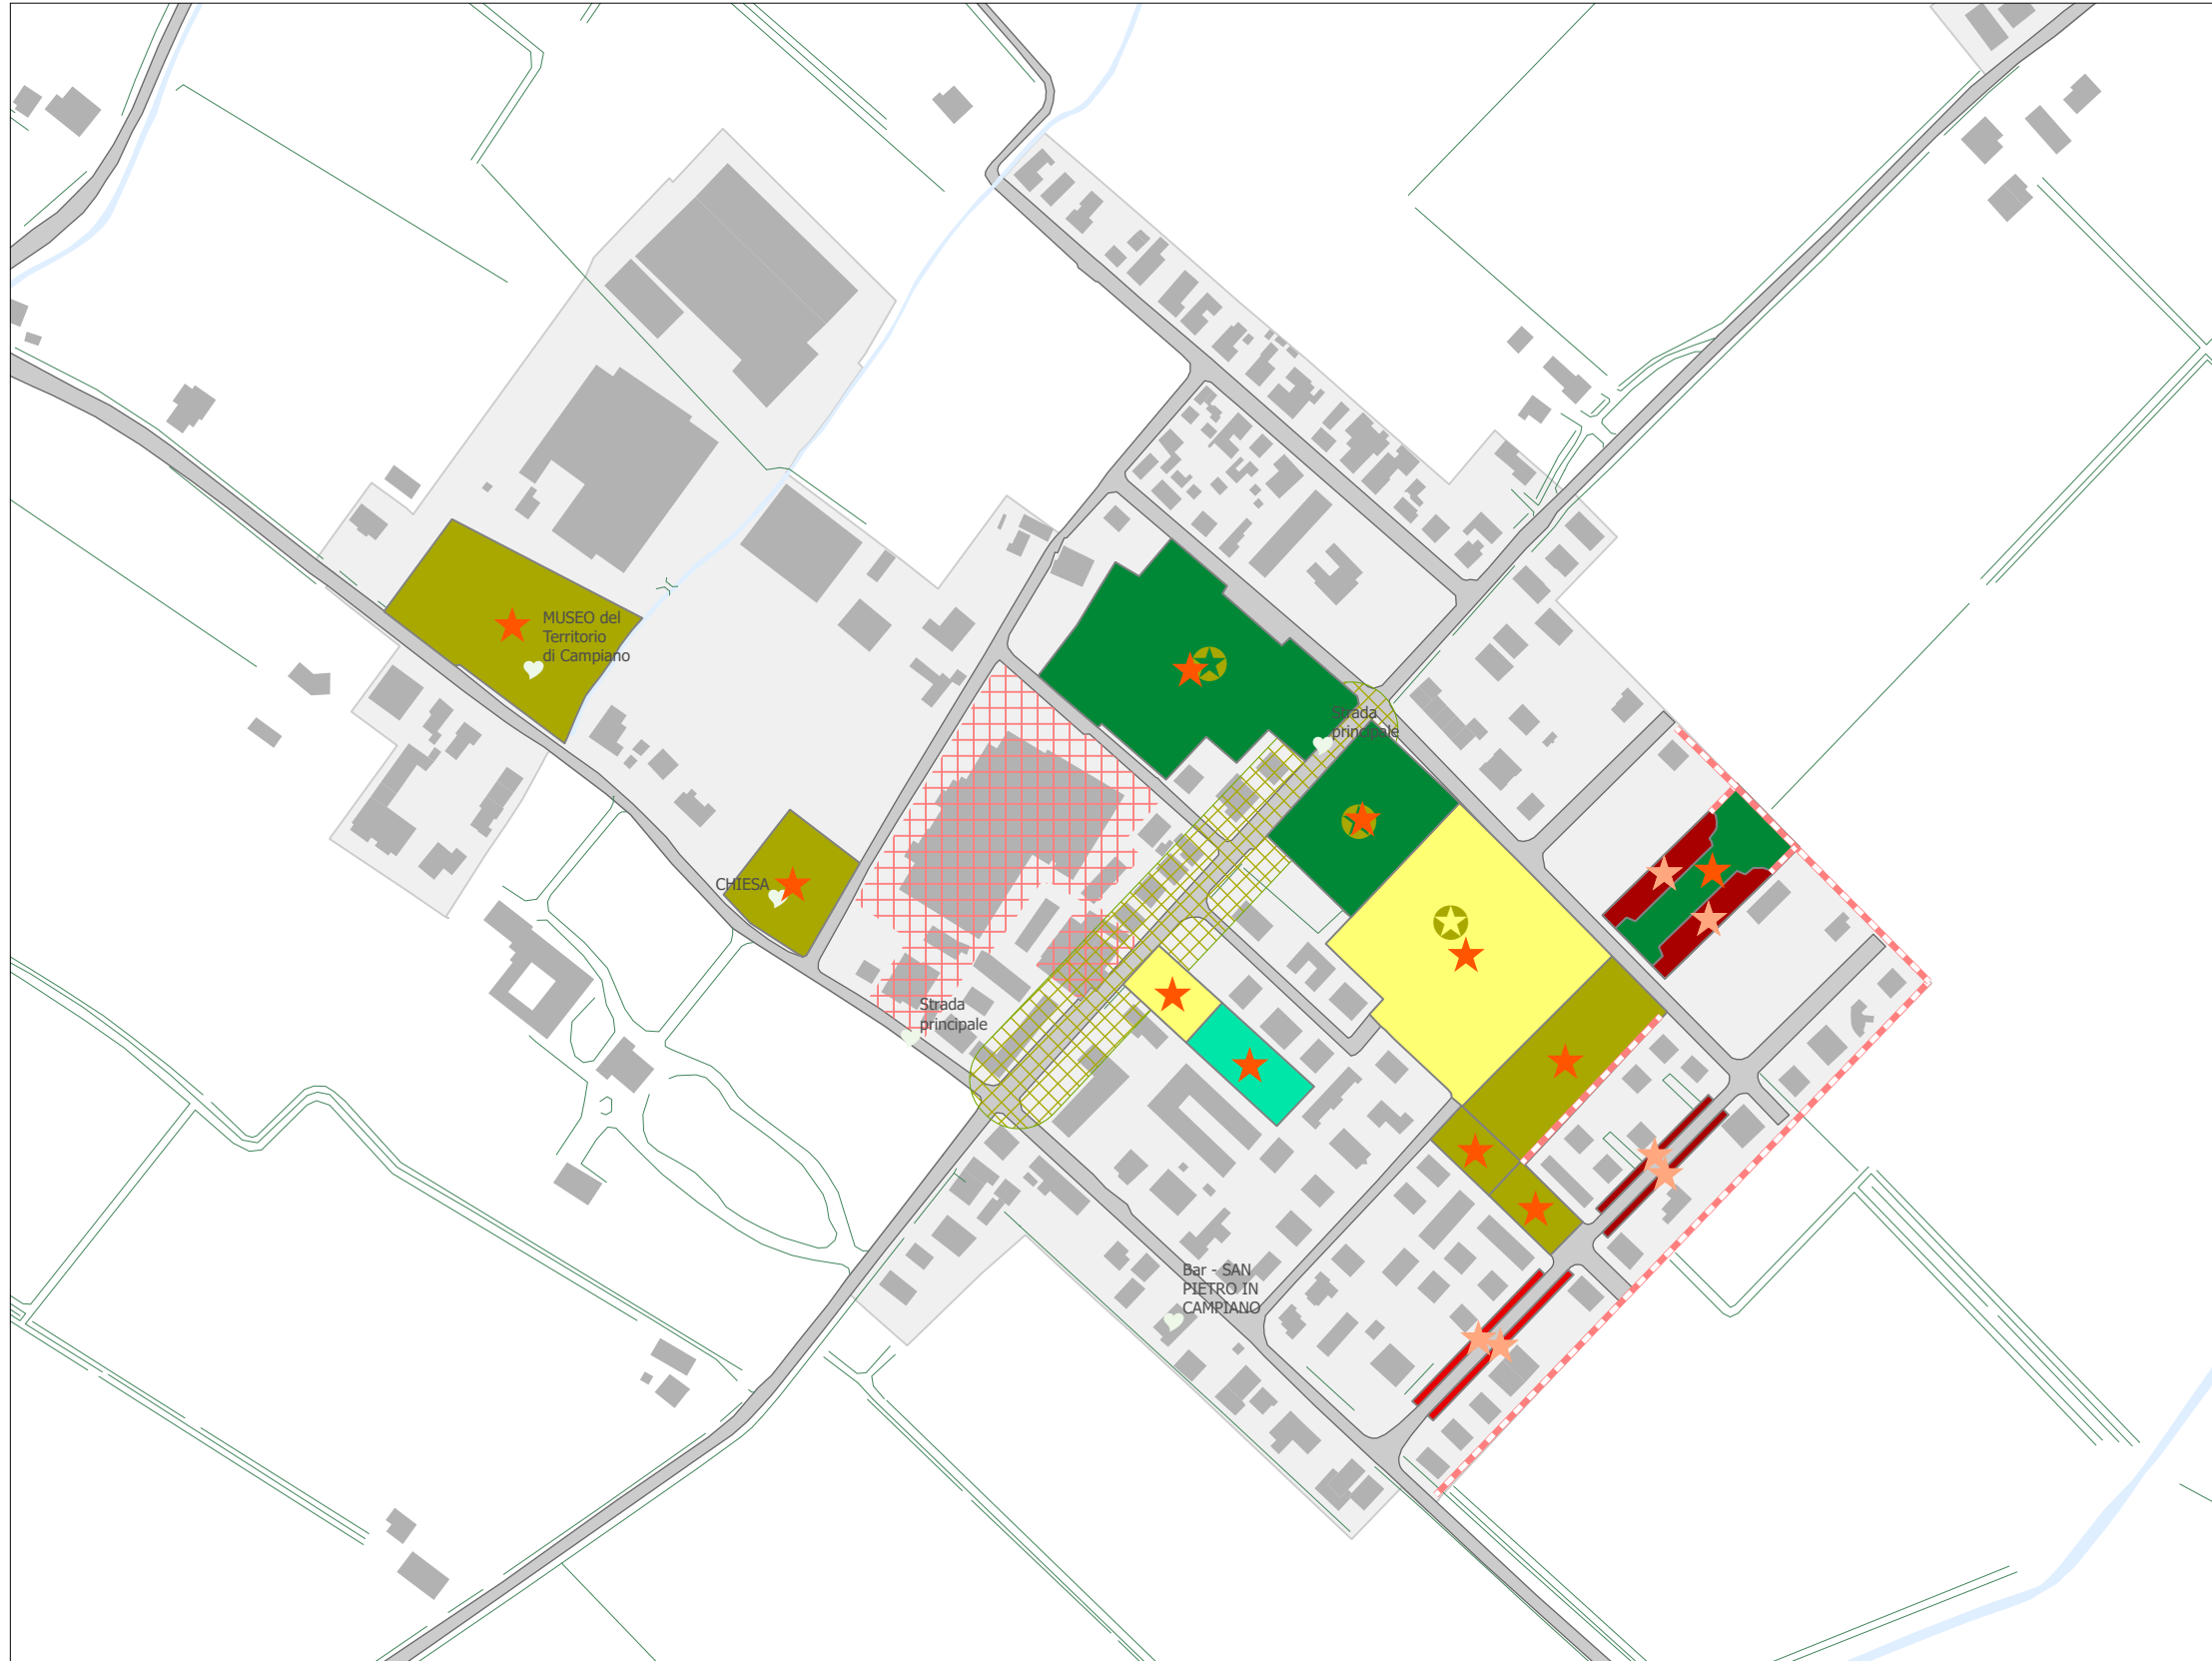 MUSEO del
Territorio
di Campiano
Strada
principale
CHIESA
Strada
principale
Bar - SAN
PIETRO IN
CAMPIANO